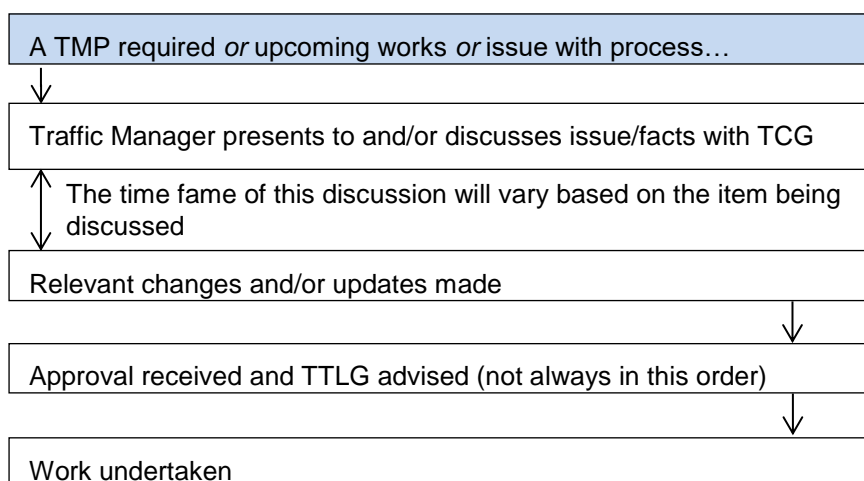 A TMP required or upcoming works or issue with process…
Traffic Manager presents to and/or discusses issue/facts with TCG
The time fame of this discussion will vary based on the item being
discussed
Relevant changes and/or updates made
Approval received and TTLG advised (not always in this order)
Work undertaken